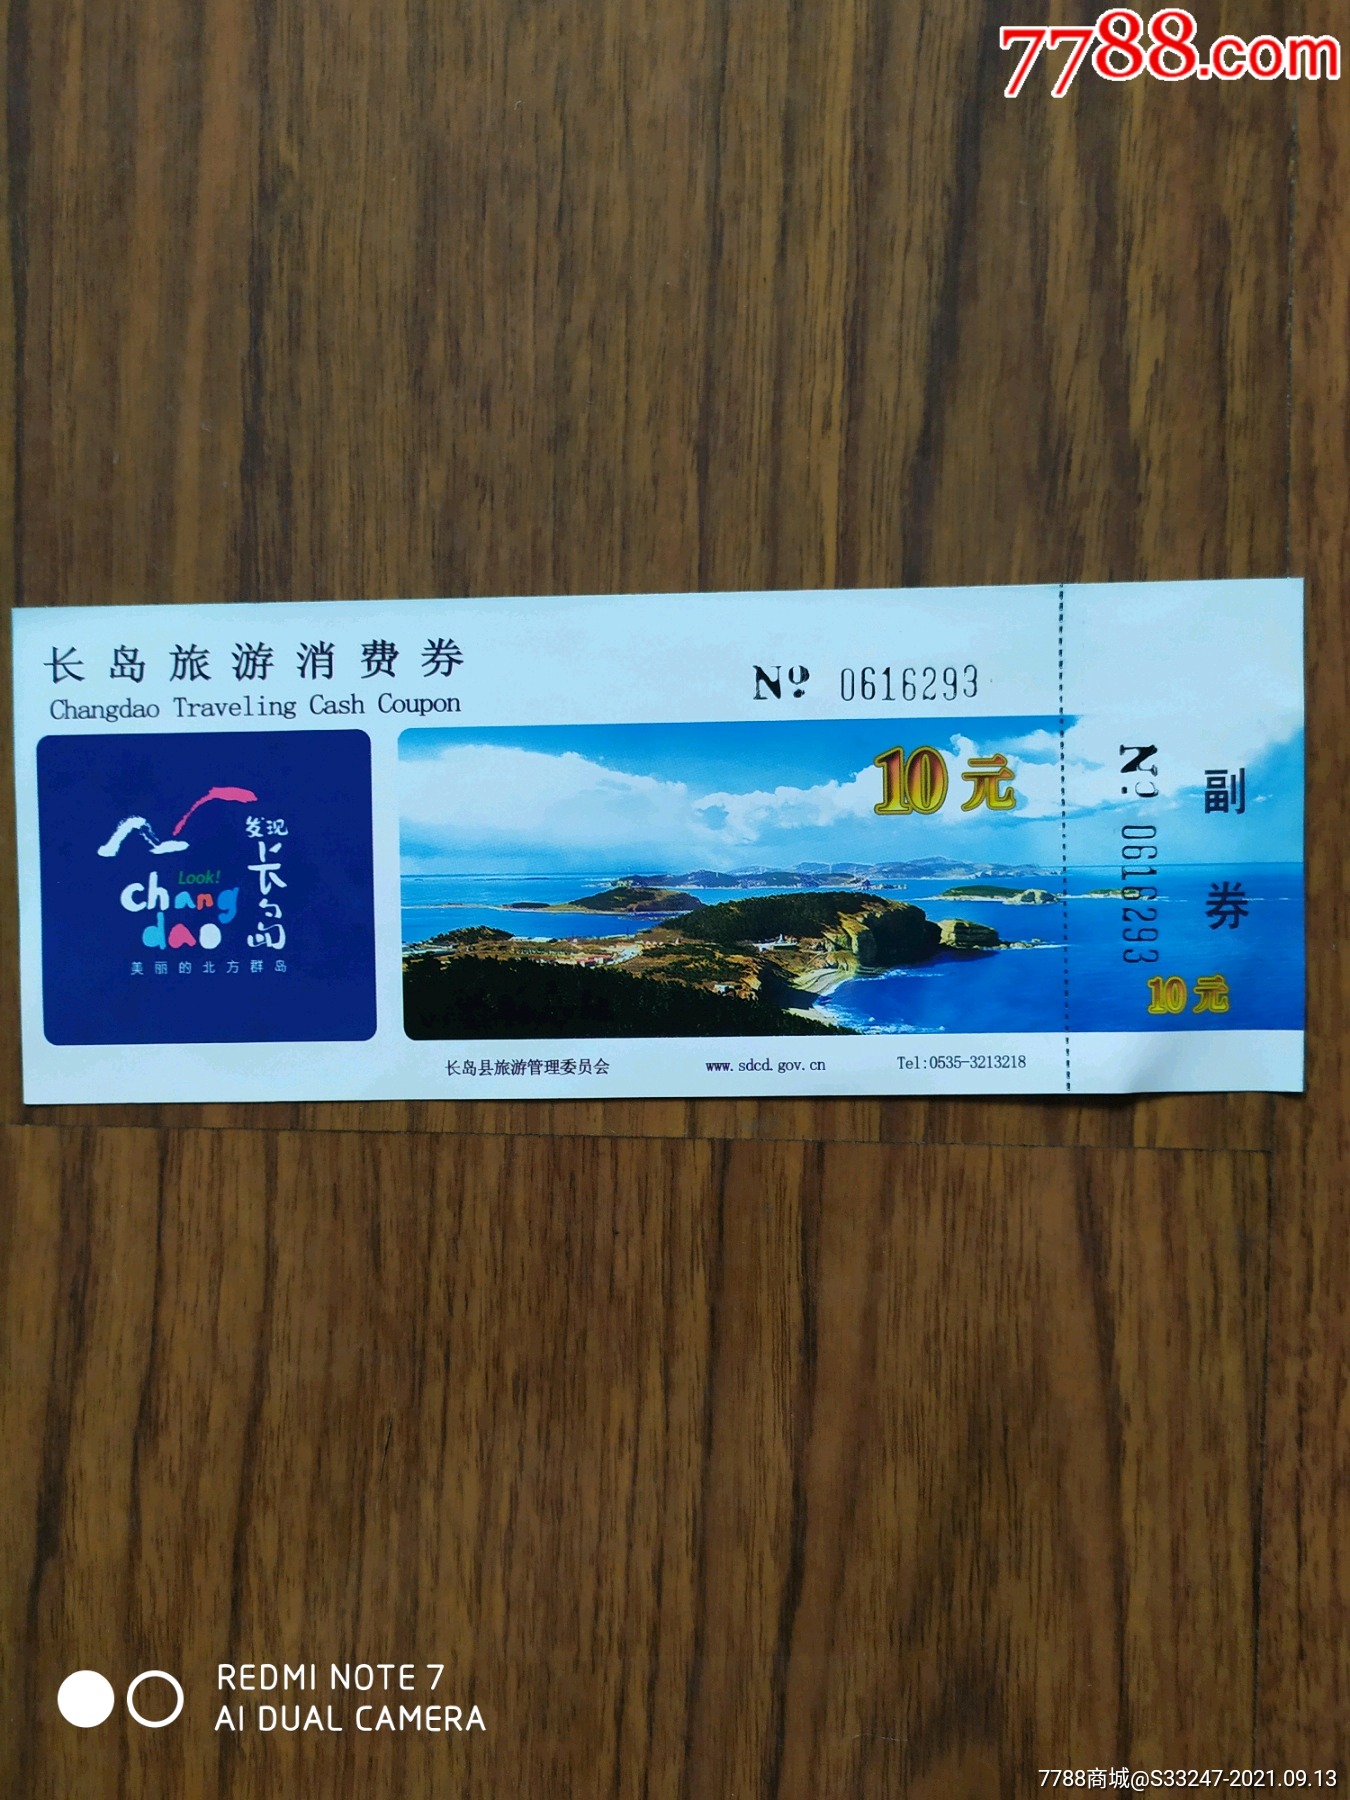 7788.com
长岛旅游消费券
Changdao Traveling Cash Coupon
Nº 0616293
10元
发现长岛
Look!
chang
dao
美丽的北方群岛
长岛县旅游管理委员会 www.sdcd.gov.cn Tel:0535-3213218
Nº 0616293
副券
10元
REDMI NOTE 7
AI DUAL CAMERA
7788商城@S33247-2021.09.13